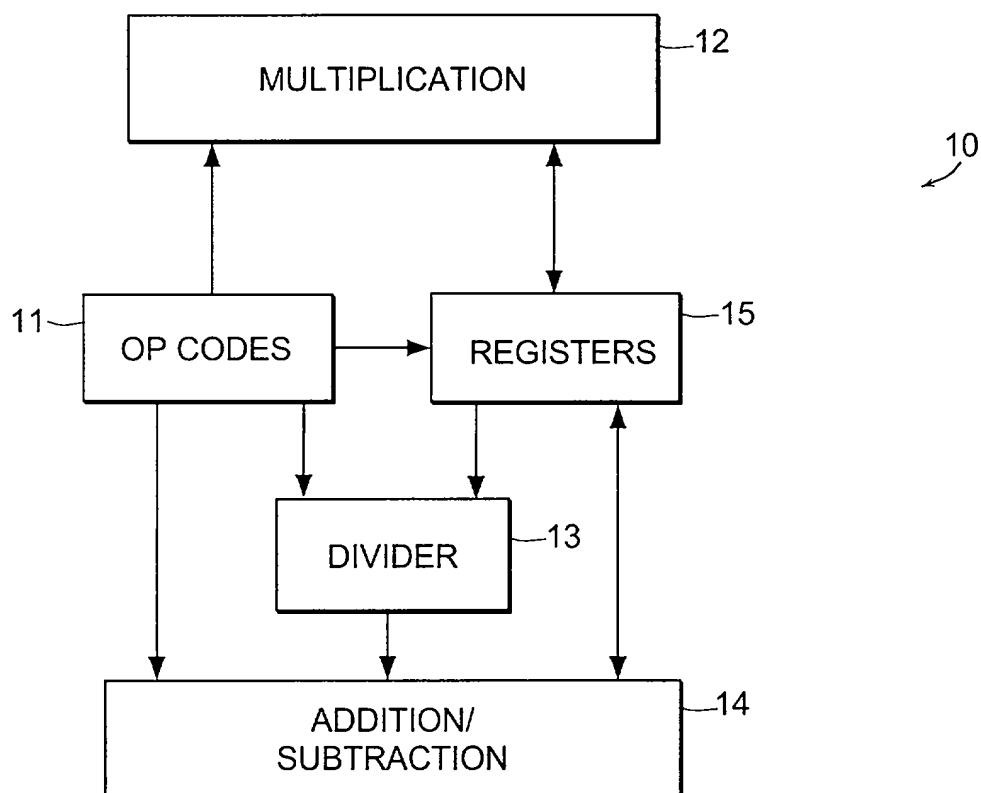 12
MULTIPLICATION
10
11
OP CODES
15
REGISTERS
DIVIDER
13
14
ADDITION/
SUBTRACTION